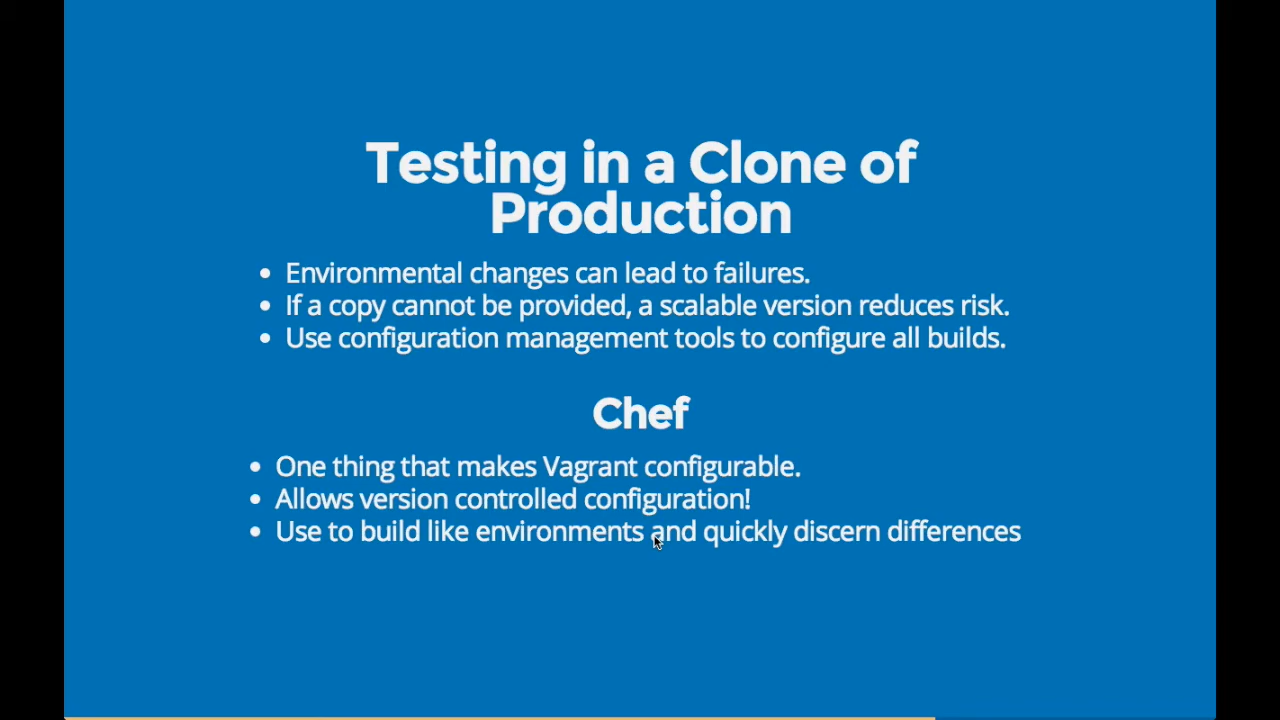 Testing in a Clone of
Production
Environmental changes can lead to failures.
If a copy cannot be provided, a scalable version reduces risk.
Use configuration management tools to configure all builds.
Chef
One thing that makes Vagrant configurable.
Allows version controlled configuration!
Use to build like environments and quickly discern differences